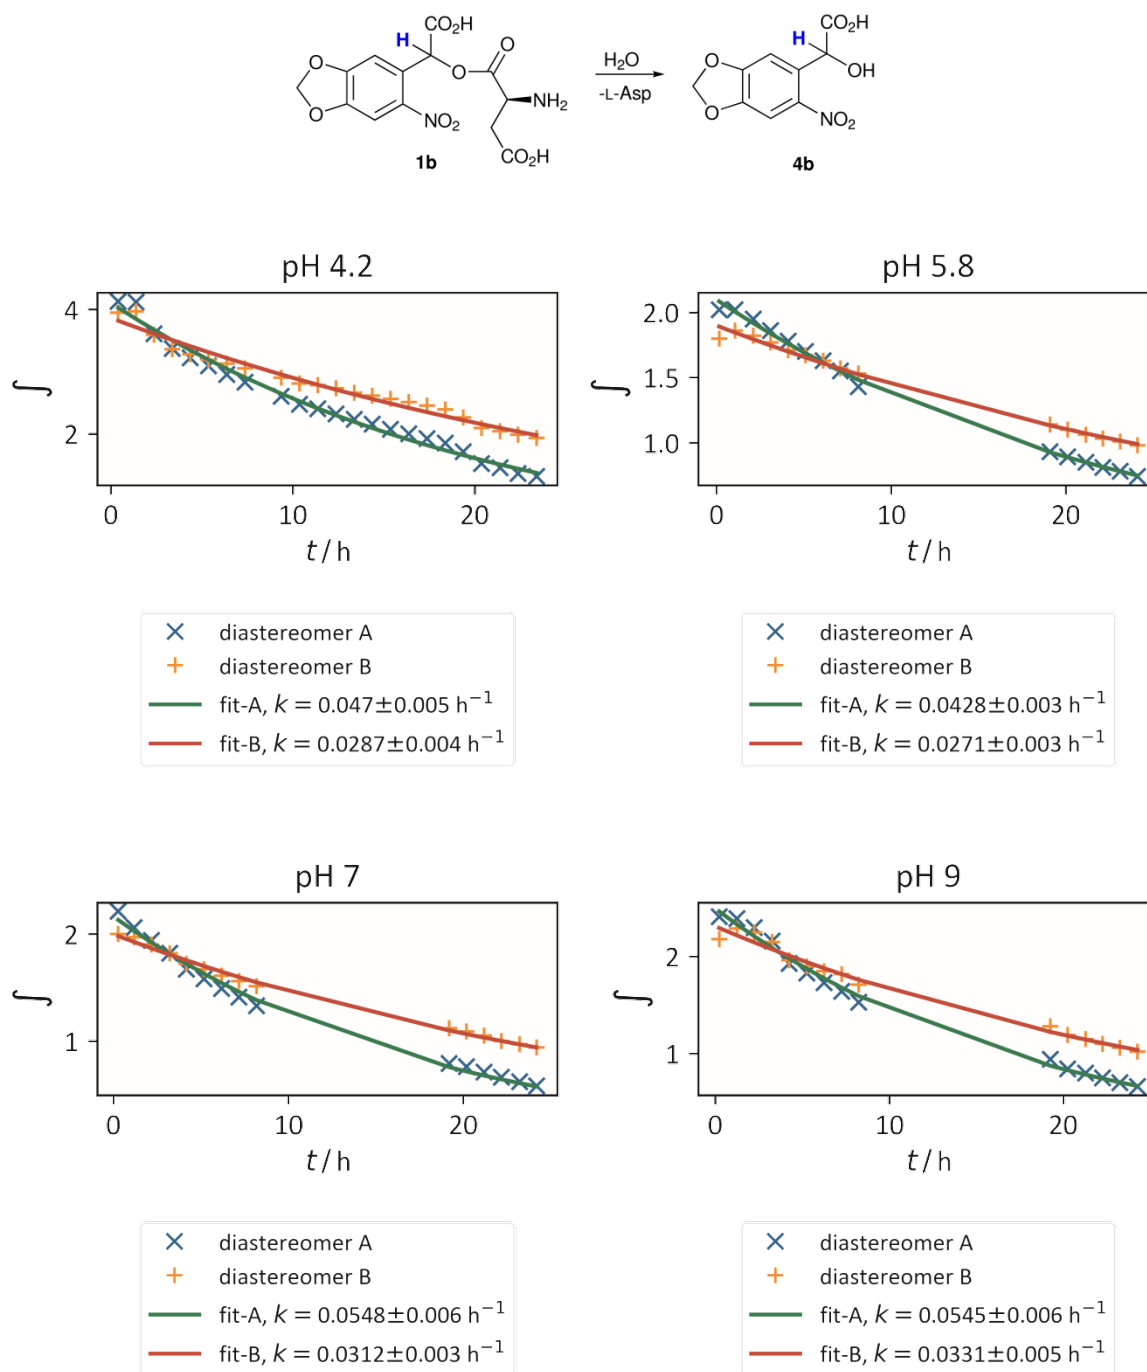 H CO₂H
O O O NH₂
O NO₂
CO₂H
1b
H₂O
-L-Asp
H CO₂H
O OH
O NO₂
4b
pH 4.2
4
2
∫
0 10 20
t / h
diastereomer A
diastereomer B
fit-A, k = 0.047±0.005 h⁻¹
fit-B, k = 0.0287±0.004 h⁻¹
pH 5.8
2.0
1.5
1.0
∫
0 10 20
t / h
diastereomer A
diastereomer B
fit-A, k = 0.0428±0.003 h⁻¹
fit-B, k = 0.0271±0.003 h⁻¹
pH 7
2
1
∫
0 10 20
t / h
diastereomer A
diastereomer B
fit-A, k = 0.0548±0.006 h⁻¹
fit-B, k = 0.0312±0.003 h⁻¹
pH 9
2
1
∫
0 10 20
t / h
diastereomer A
diastereomer B
fit-A, k = 0.0545±0.006 h⁻¹
fit-B, k = 0.0331±0.005 h⁻¹